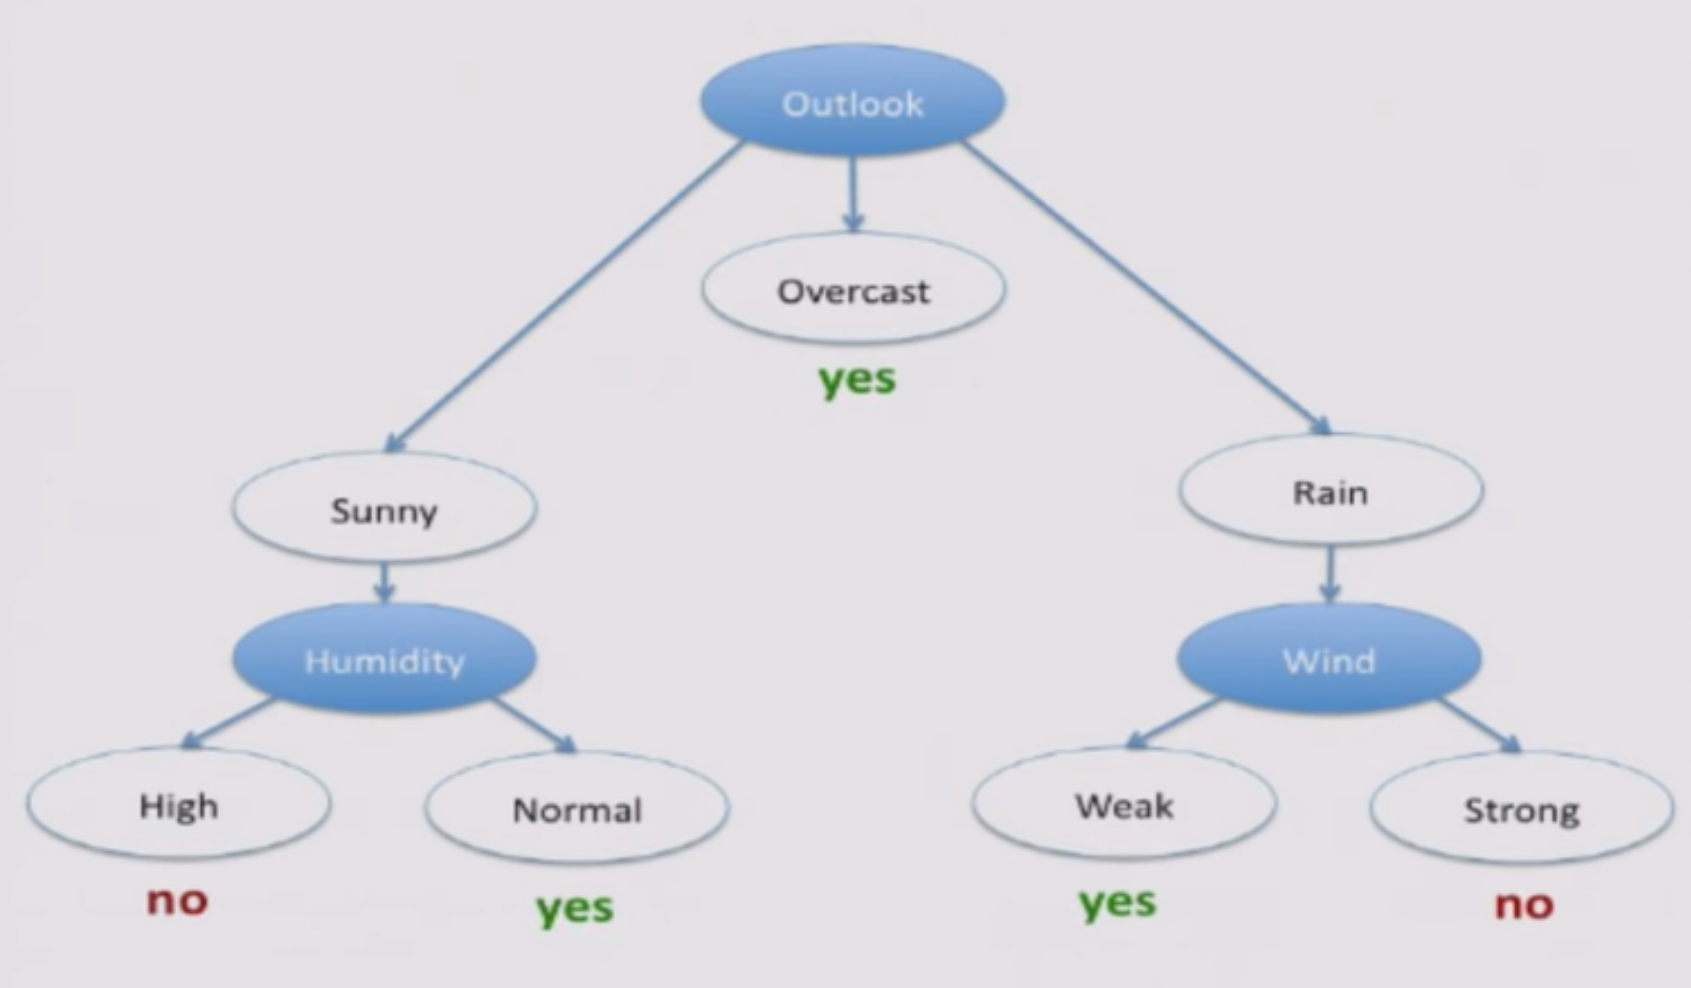 Outlook
Overcast
yes
Sunny
Rain
Humidity
Wind
High
Normal
Weak
Strong
no
yes
yes
no